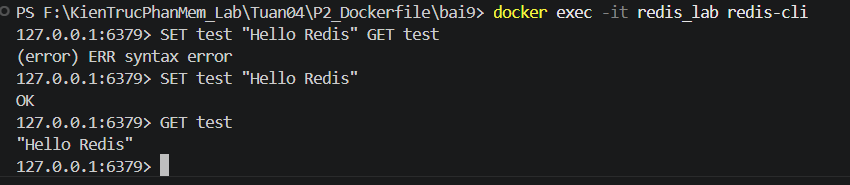 PS F:\KienTrucPhanMem_Lab\Tuan04\P2_Dockerfile\bai9> docker exec -it redis_lab redis-cli
127.0.0.1:6379> SET test "Hello Redis" GET test
(error) ERR syntax error
127.0.0.1:6379> SET test "Hello Redis"
OK
127.0.0.1:6379> GET test
"Hello Redis"
127.0.0.1:6379>